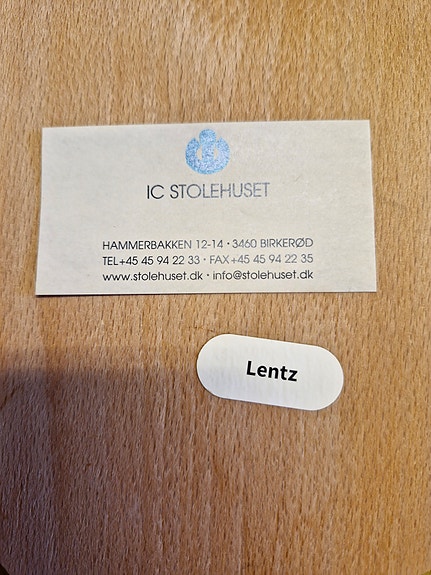 IC STOLEHUSET
HAMMERBAKKEN 12-14 · 3460 BIRKERØD
TEL+45 45 94 22 33 · FAX+45 45 94 22 35
www.stolehuset.dk · info@stolehuset.dk
Lentz